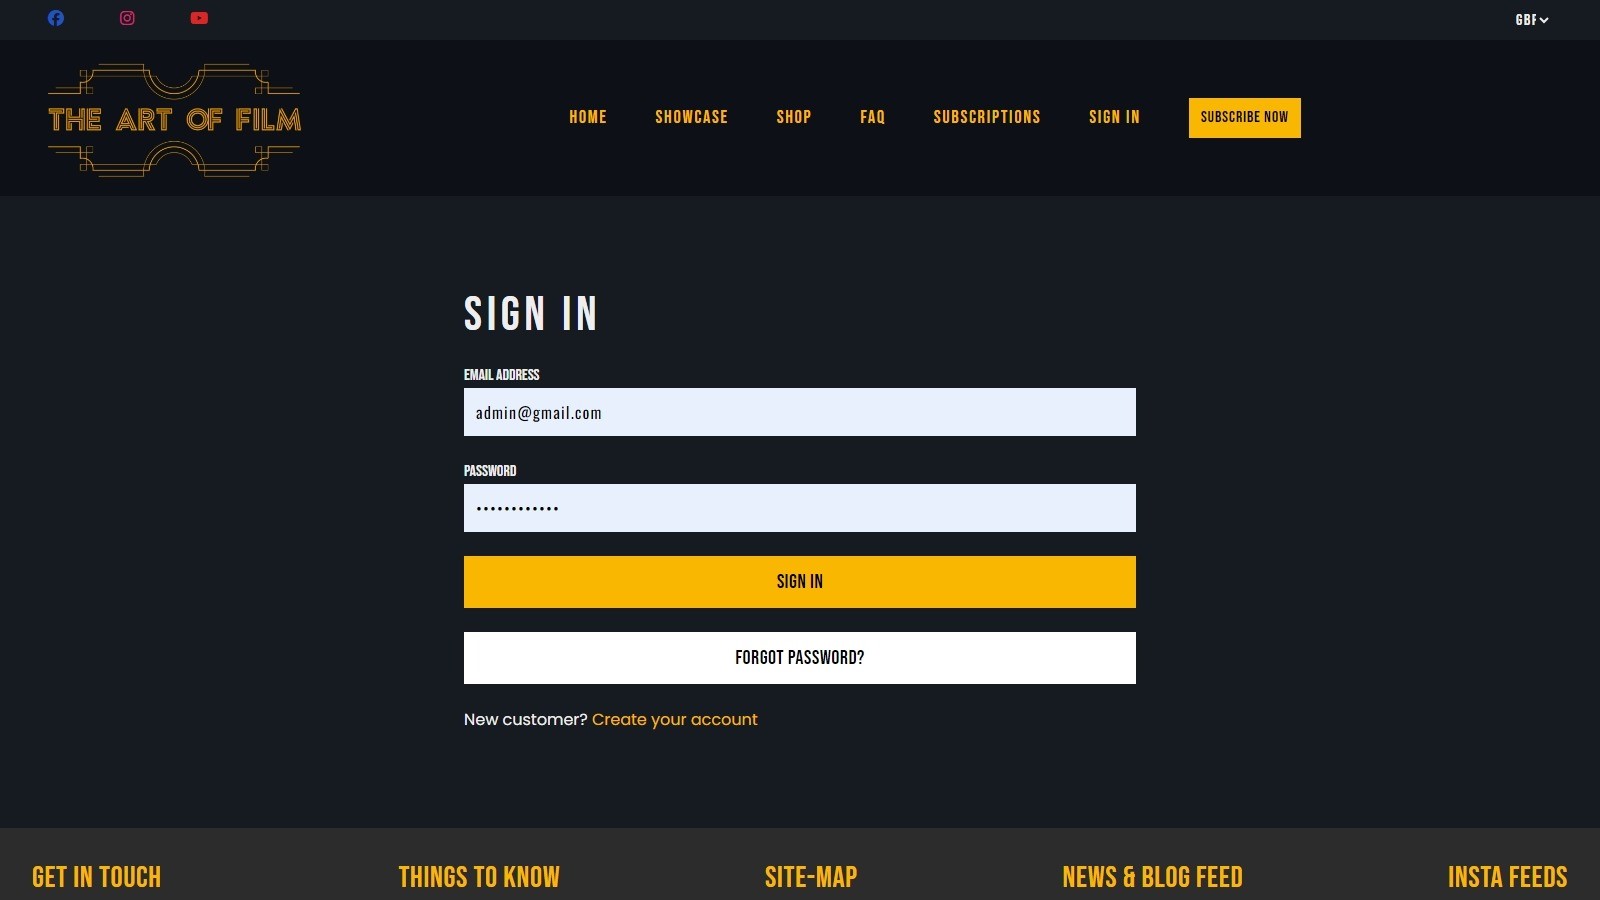 GBP
THE ART OF FILM
HOME SHOWCASE SHOP FAQ SUBSCRIPTIONS SIGN IN SUBSCRIBE NOW
SIGN IN
EMAIL ADDRESS
admin@gmail.com
PASSWORD
••••••••••••
SIGN IN
FORGOT PASSWORD?
New customer? Create your account
GET IN TOUCH THINGS TO KNOW SITE-MAP NEWS & BLOG FEED INSTA FEEDS